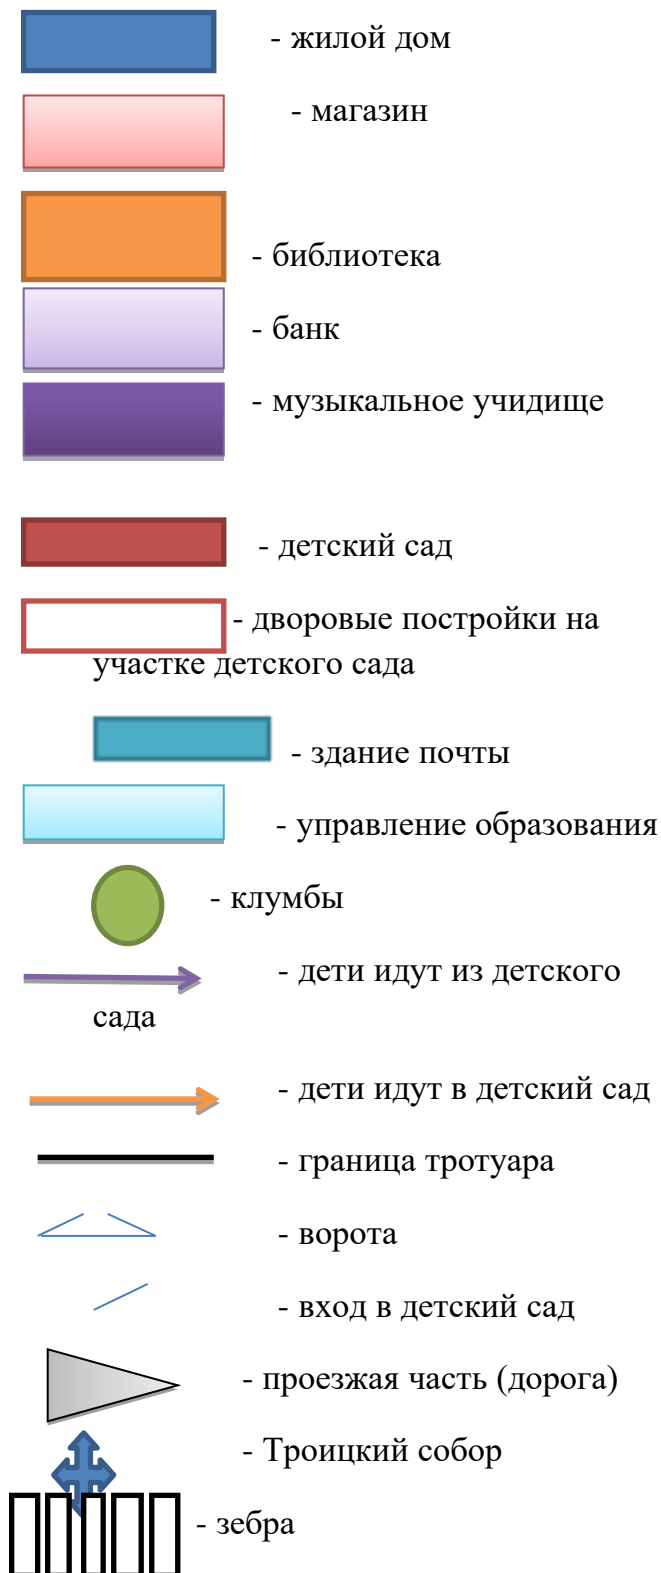 - жилой дом
- магазин
- библиотека
- банк
- музыкальное учидище
- детский сад
- дворовые постройки на
участке детского сада
- здание почты
- управление образования
- клумбы
- дети идут из детского
сада
- дети идут в детский сад
- граница тротуара
- ворота
- вход в детский сад
- проезжая часть (дорога)
- Троицкий собор
- зебра